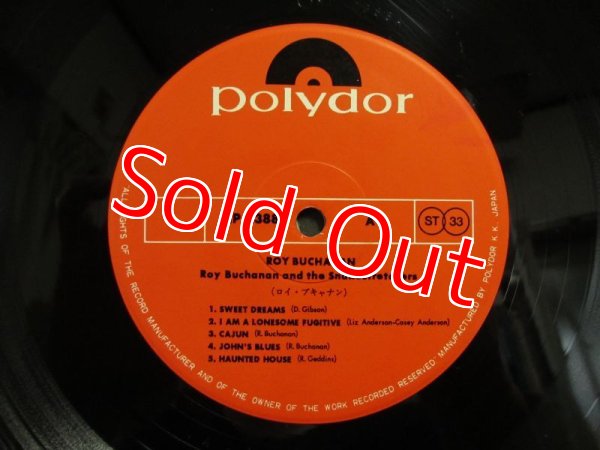 polydor
A
ST 33
Sold Out
ROY BUCHANAN
Roy Buchanan and the
(ロイ・ブキャナン)
1. SWEET DREAMS (D. Gibson)
2. I AM A LONESOME FUGITIVE (Liz Anderson-Casey Anderson)
3. CAJUN (R. Buchanan)
4. JOHN'S BLUES (R. Buchanan)
5. HAUNTED HOUSE (R. Geddins)
ALL RIGHTS OF THE RECORD MANUFACTURER AND OF THE OWNER OF THE WORK RECORDED RESERVED. MANUFACTURED BY POLYDOR K.K. JAPAN